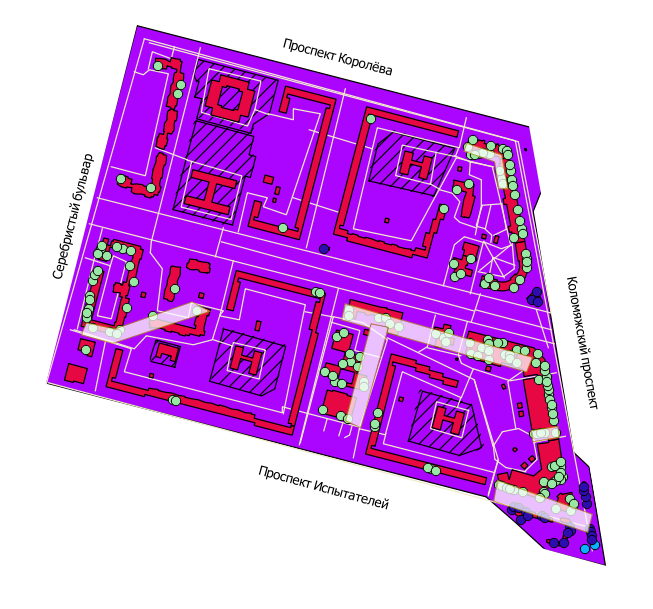 Проспект Королёва
Серебристый бульвар
Коломяжский проспект
Проспект Испытателей